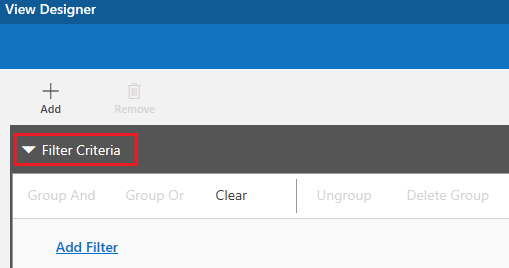 View Designer
Add Remove
Filter Criteria
Group And Group Or Clear Ungroup Delete Group
Add Filter